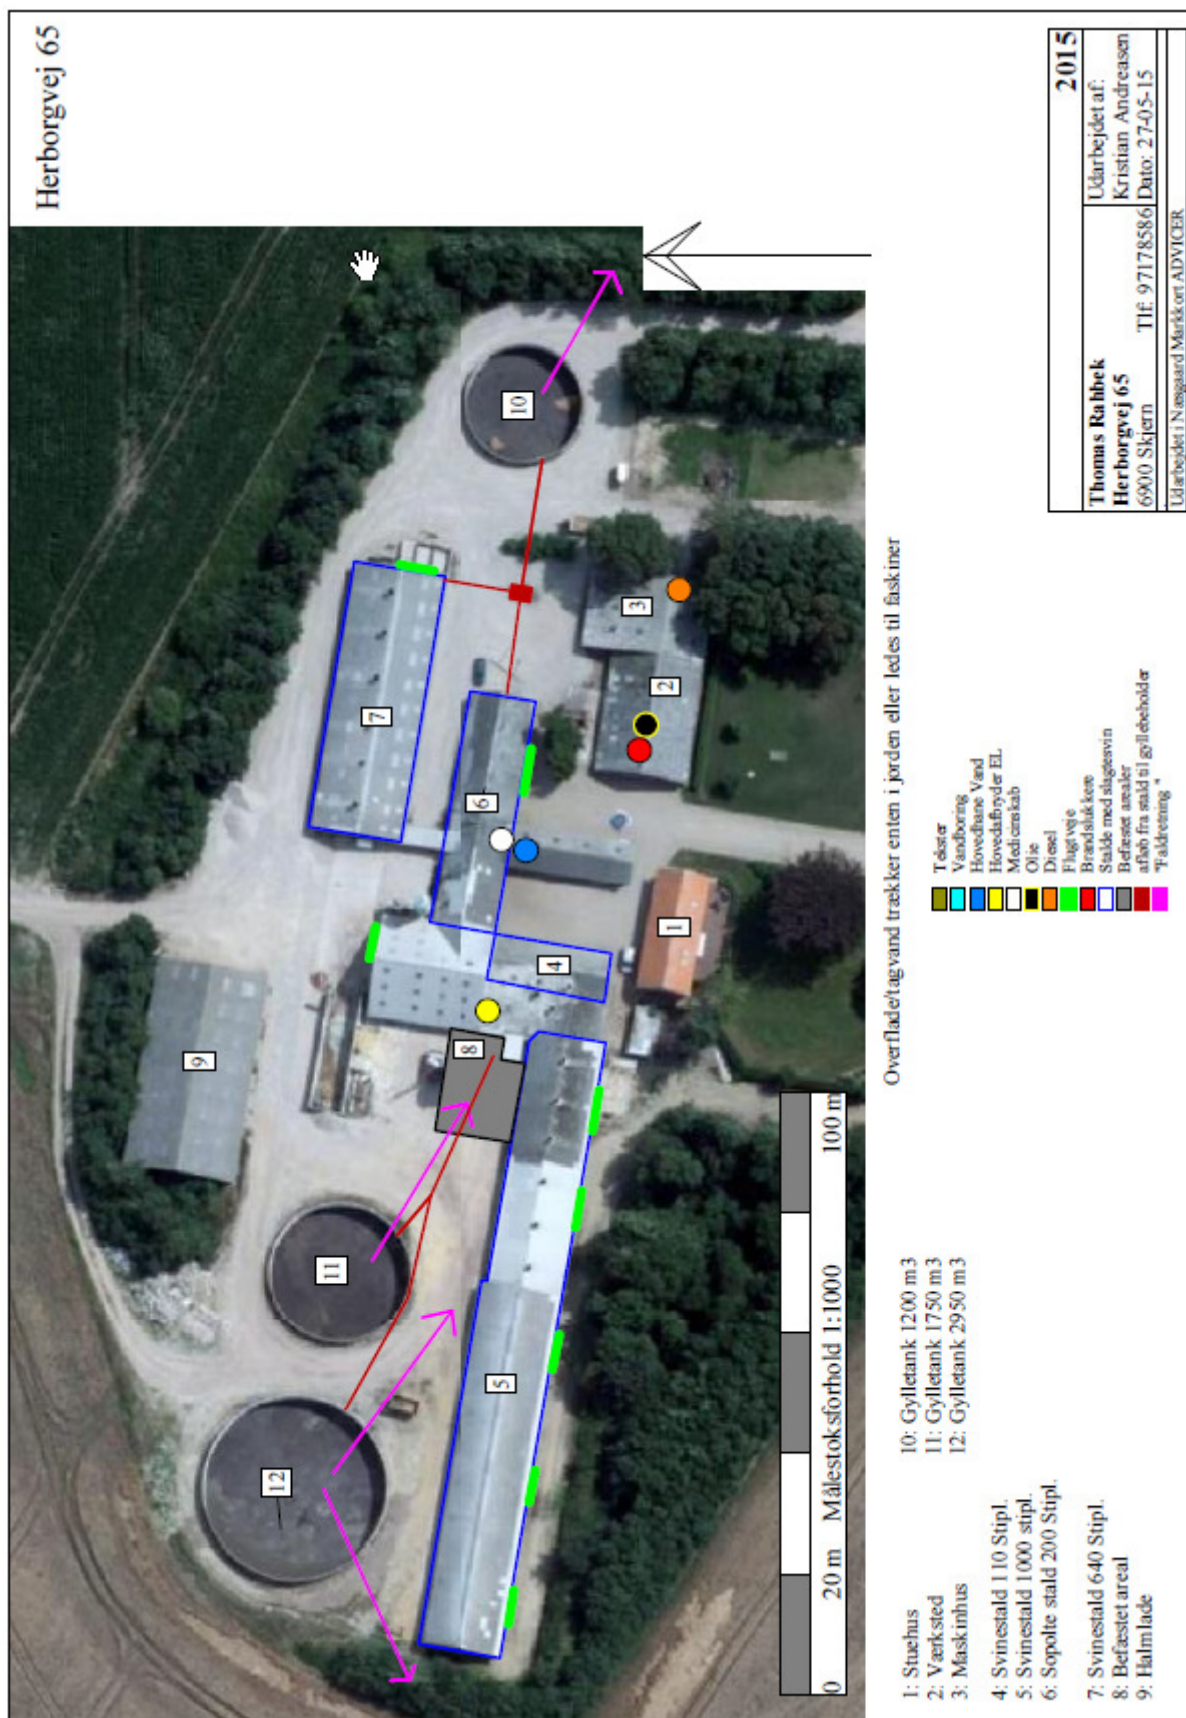 Herborgvej 65
12
11
9
7
10
8
6
4
5
1
2
3
0
20 m
Målestoksforhold 1:1000
100 m
Overflade/tagvand trækker enten i jorden eller ledes til faskiner
1: Stuehus
2: Værksted
3: Maskinhus
4: Svinestald 110 Stipl.
5: Svinestald 1000 stipl.
6: Sopolte stald 200 Stipl.
7: Svinestald 640 Stipl.
8: Befæstet areal
9: Halmlade
10: Gylletank 1200 m3
11: Gylletank 1750 m3
12: Gylletank 2950 m3
Tekster
Vandboring
Hovedhane Vand
Hovedafbryder EL
Medicinskab
Olie
Diesel
Flugtveje
Brandslukkere
Stalde med slagtesvin
Befæstet arealer
afløb fra stald til gyllebeholder
"Faldretning"
2015
Thomas Rahbek
Herborgvej 65
6900 Skjern
Tlf: 97178586
Udarbejdet af:
Kristian Andreasen
Dato: 27-05-15
Udarbejdet i Næsgaard Markkort ADVICER